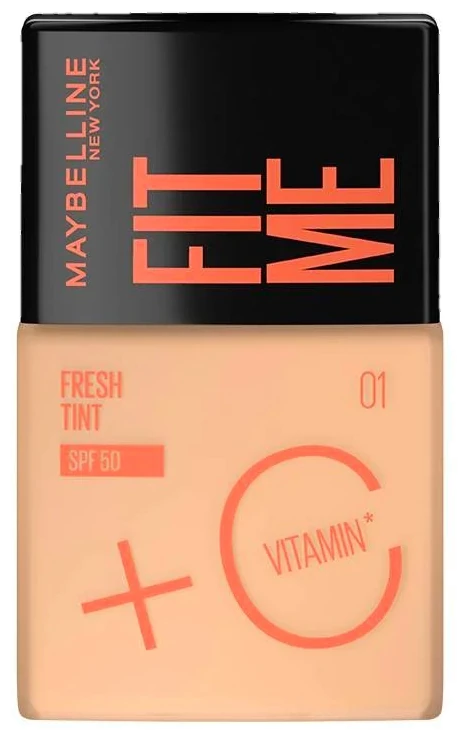 MAYBELLINE
NEW YORK
FIT
ME
FRESH
TINT
01
SPF 50
+ C
VITAMIN*